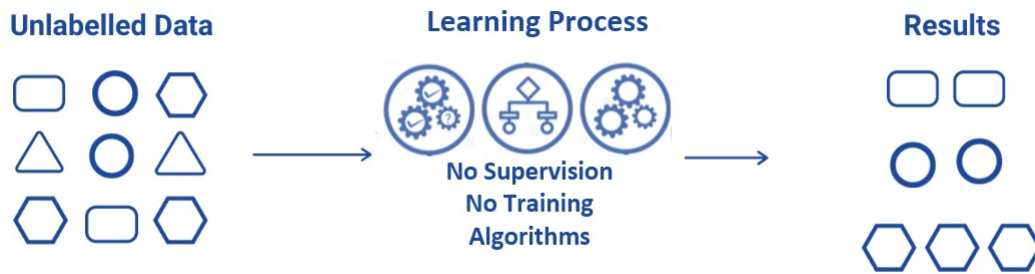 Unlabelled Data
Learning Process
Results
?
No Supervision
No Training
Algorithms